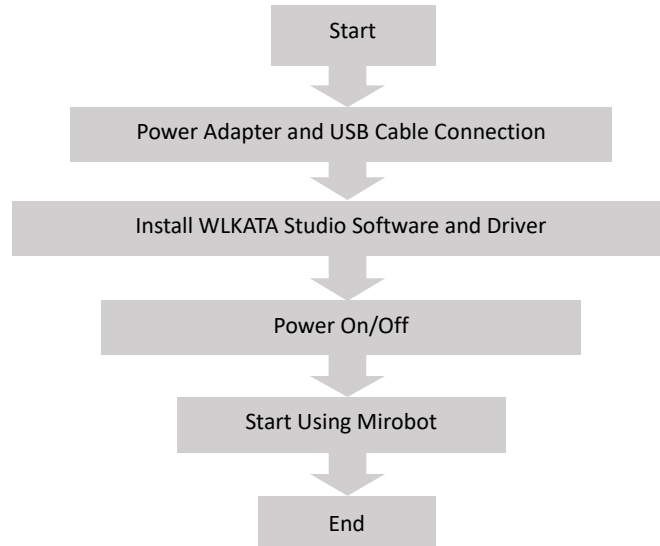 Start
Power Adapter and USB Cable Connection
Install WLKATA Studio Software and Driver
Power On/Off
Start Using Mirobot
End